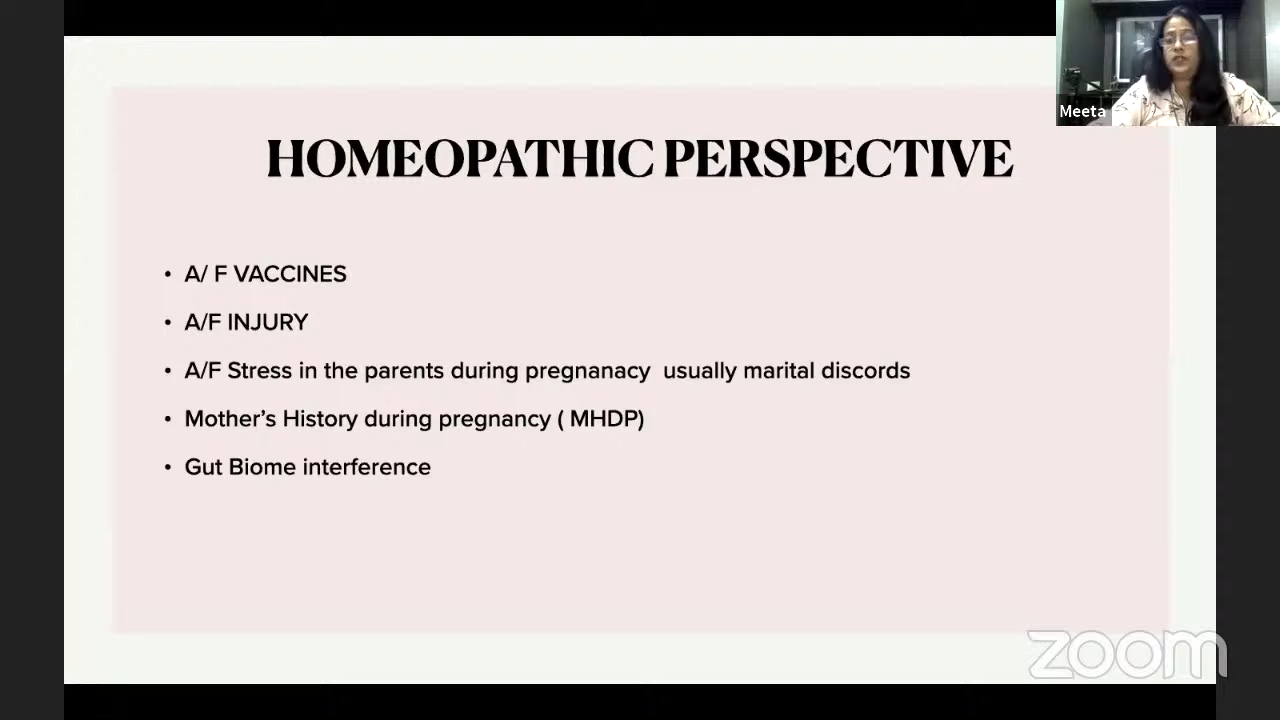 Meeta
HOMEOPATHIC PERSPECTIVE
• A/ F VACCINES
• A/F INJURY
• A/F Stress in the parents during pregnanacy  usually marital discords
• Mother’s History during pregnancy ( MHDP)
• Gut Biome interference
zoom